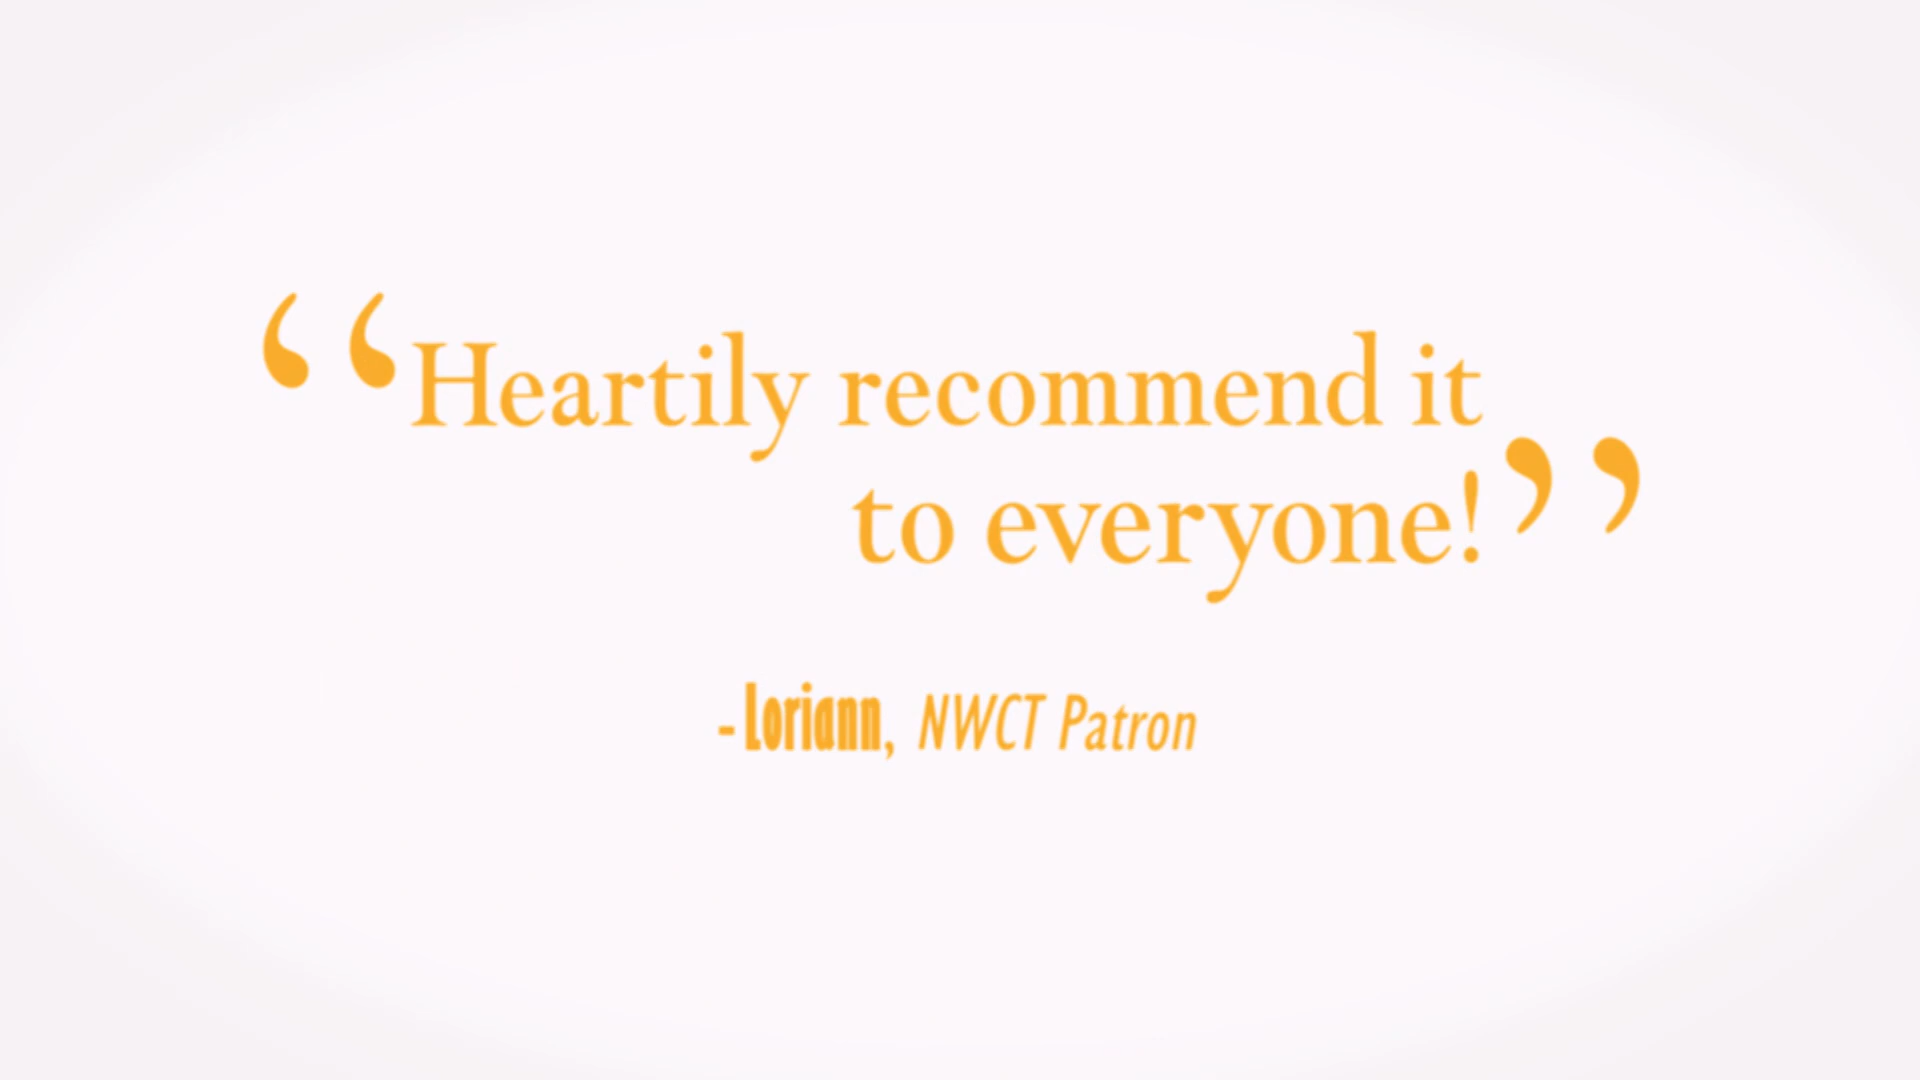 “Heartily recommend it
to everyone!”
- Loriann, NWCT Patron